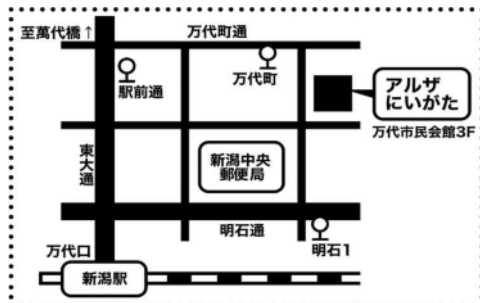 至萬代橋↑
万代町通
駅前通
万代町
アルザ
にいがた
万代市民会館3F
東大通
新潟中央
郵便局
明石通
万代口
明石1
新潟駅